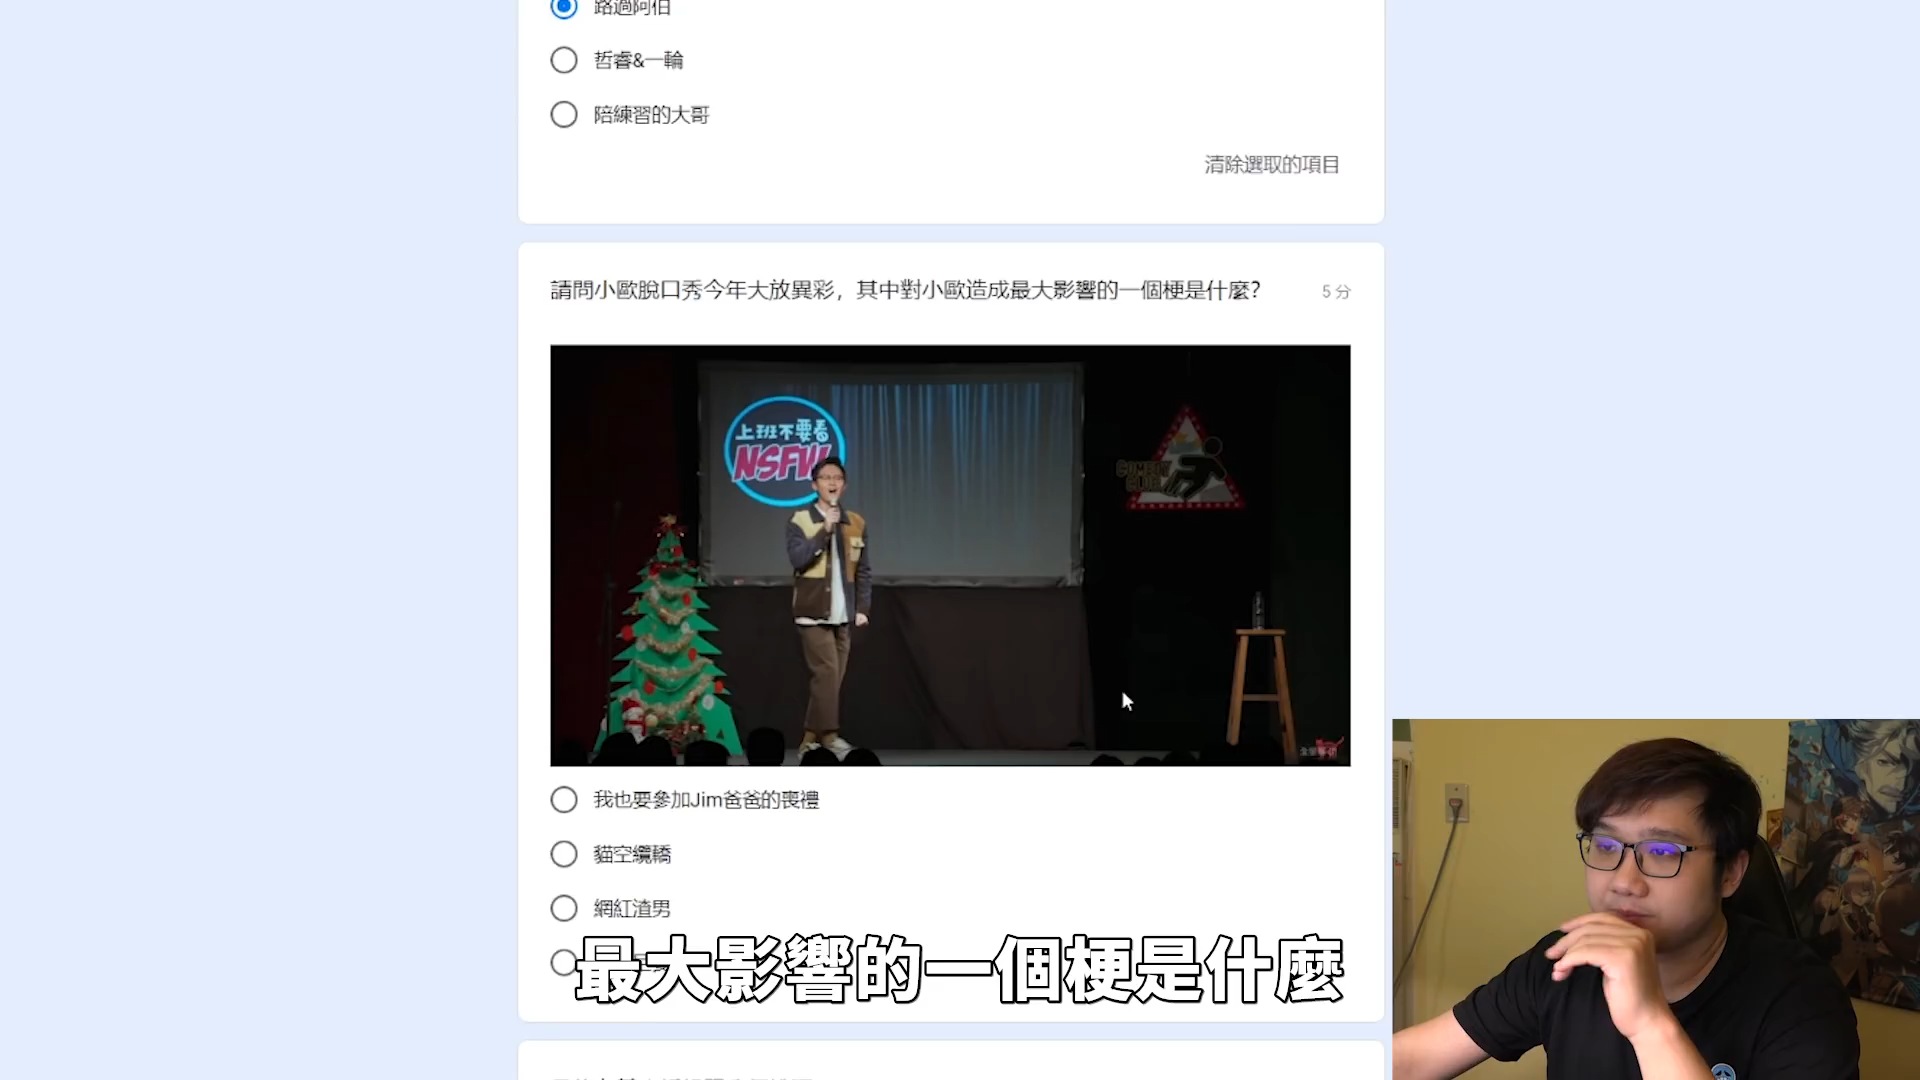 路過阿伯
哲睿&一輪
陪練習的大哥
清除選取的項目
請問小歐脫口秀今年大放異彩，其中對小歐造成最大影響的一個梗是什麼？
5 分
上班不要看
NSFW
COMEDY
CLUB
我也要參加Jim爸爸的喪禮
貓空纜轎
網紅渣男
最大影響的一個梗是什麼